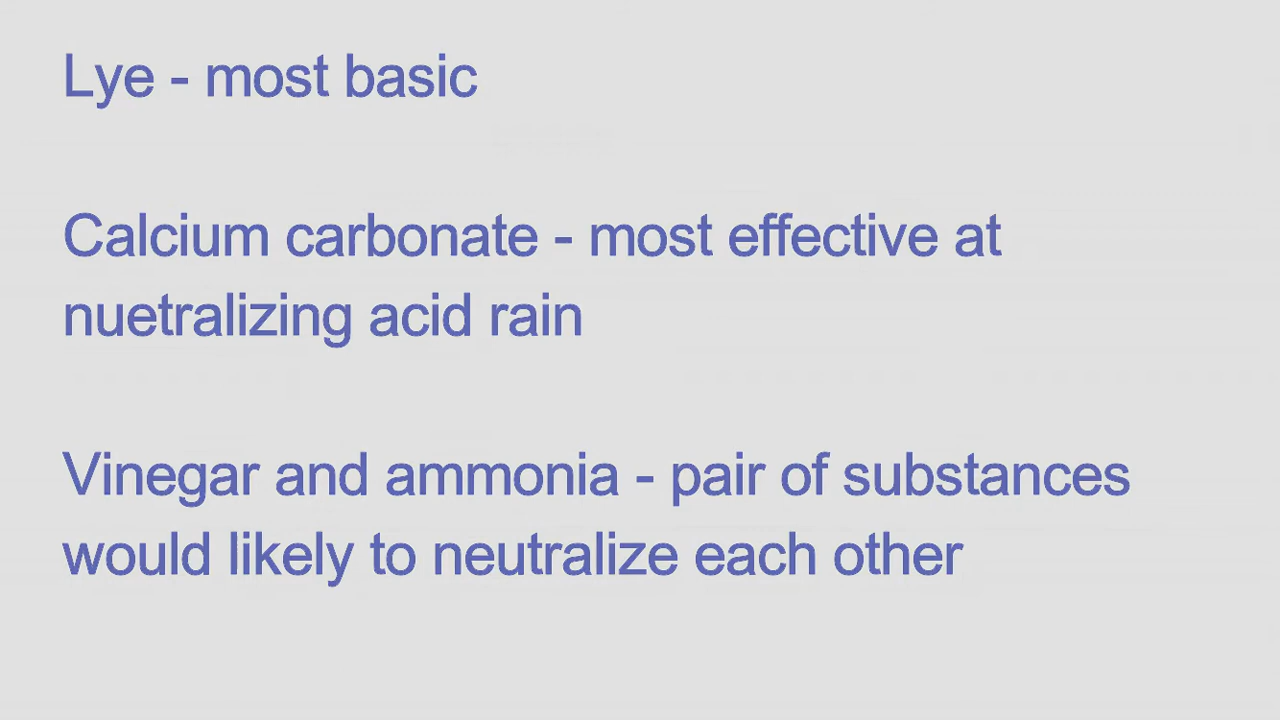 Lye - most basic
Calcium carbonate - most effective at
nuetralizing acid rain
Vinegar and ammonia - pair of substances
would likely to neutralize each other